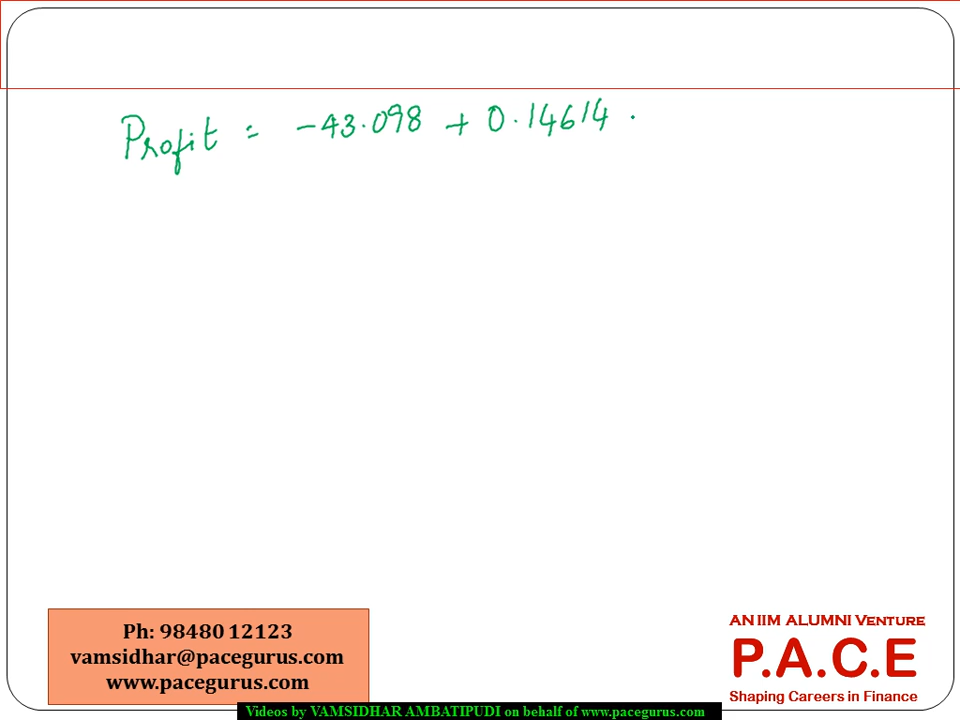 Profit = -43.098 + 0.14614 .
Ph: 98480 12123
vamsidhar@pacegurus.com
www.pacegurus.com
AN IIM ALUMNI VENTURE
P.A.C.E
Shaping Careers in Finance
Videos by VAMSIDHAR AMBATIPUDI on behalf of www.pacegurus.com